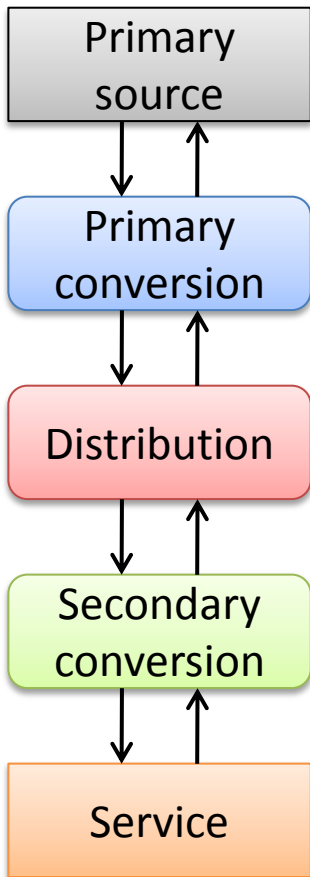 Primary
source
Primary
conversion
Distribution
Secondary
conversion
Service